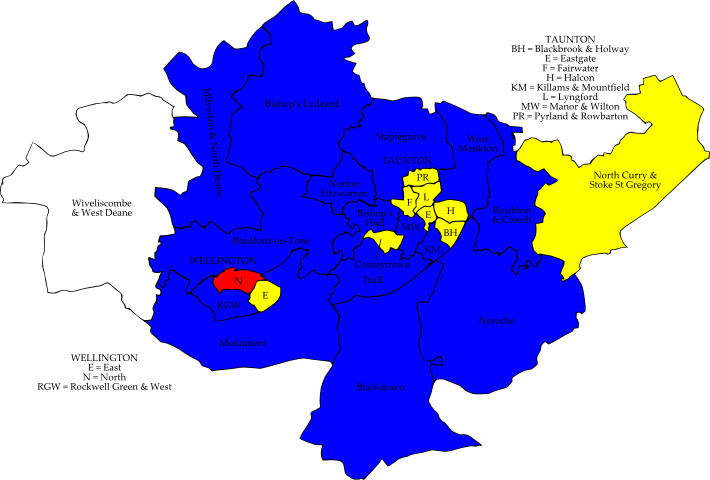 TAUNTON
BH = Blackbrook & Holway
E = Eastgate
F = Fairwater
H = Halcon
KM = Killams & Mountfield
L = Lyngford
MW = Manor & Wilton
PR = Pyrland & Rowbarton
Bishop's Lydeard
Milverton & North Deane
Staplegrove
West
Monkton
TAUNTON
PR
North Curry &
Stoke St Gregory
Norton
Fitzwarren
L
F
Wiveliscombe
& West Deane
Bishop's
Hull
E
H
Ruishton
& Creech
MW
BH
Bradford-on-Tone
KM
WELLINGTON
Comeytrowe
Trull
N
E
RGW
Neroche
Monument
WELLINGTON
E = East
N = North
RGW = Rockwell Green & West
Blackdown